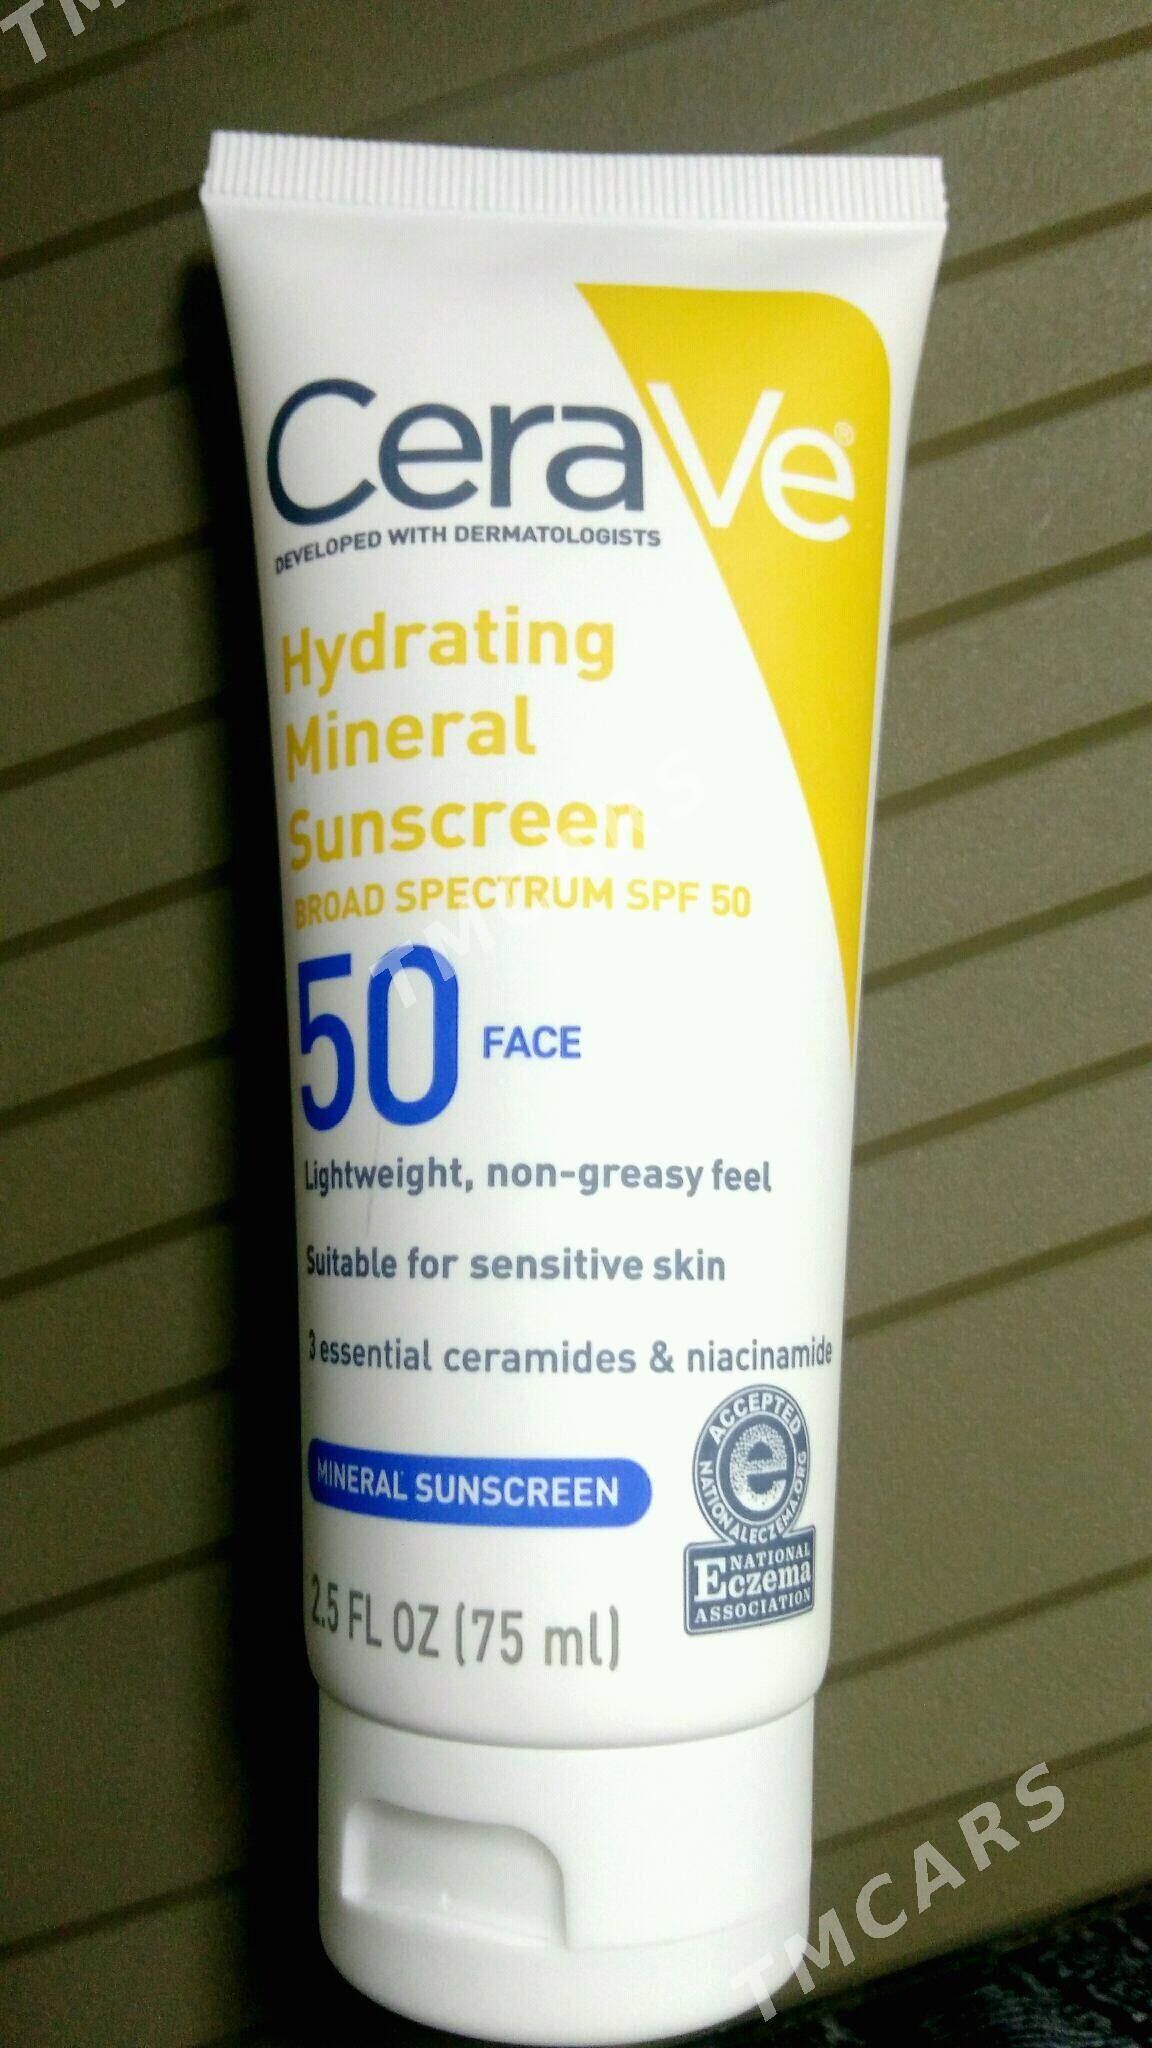 TM
CeraVe®
DEVELOPED WITH DERMATOLOGISTS
Hydrating
Mineral
Sunscreen
BROAD SPECTRUM SPF 50
50 FACE
TMCARS
Lightweight, non-greasy feel
Suitable for sensitive skin
3 essential ceramides & niacinamide
MINERAL SUNSCREEN
ACCEPTED
e
NATIONALECZEMA.ORG
NATIONAL
Eczema
ASSOCIATION
2.5 FL OZ (75 ml)
TMCARS